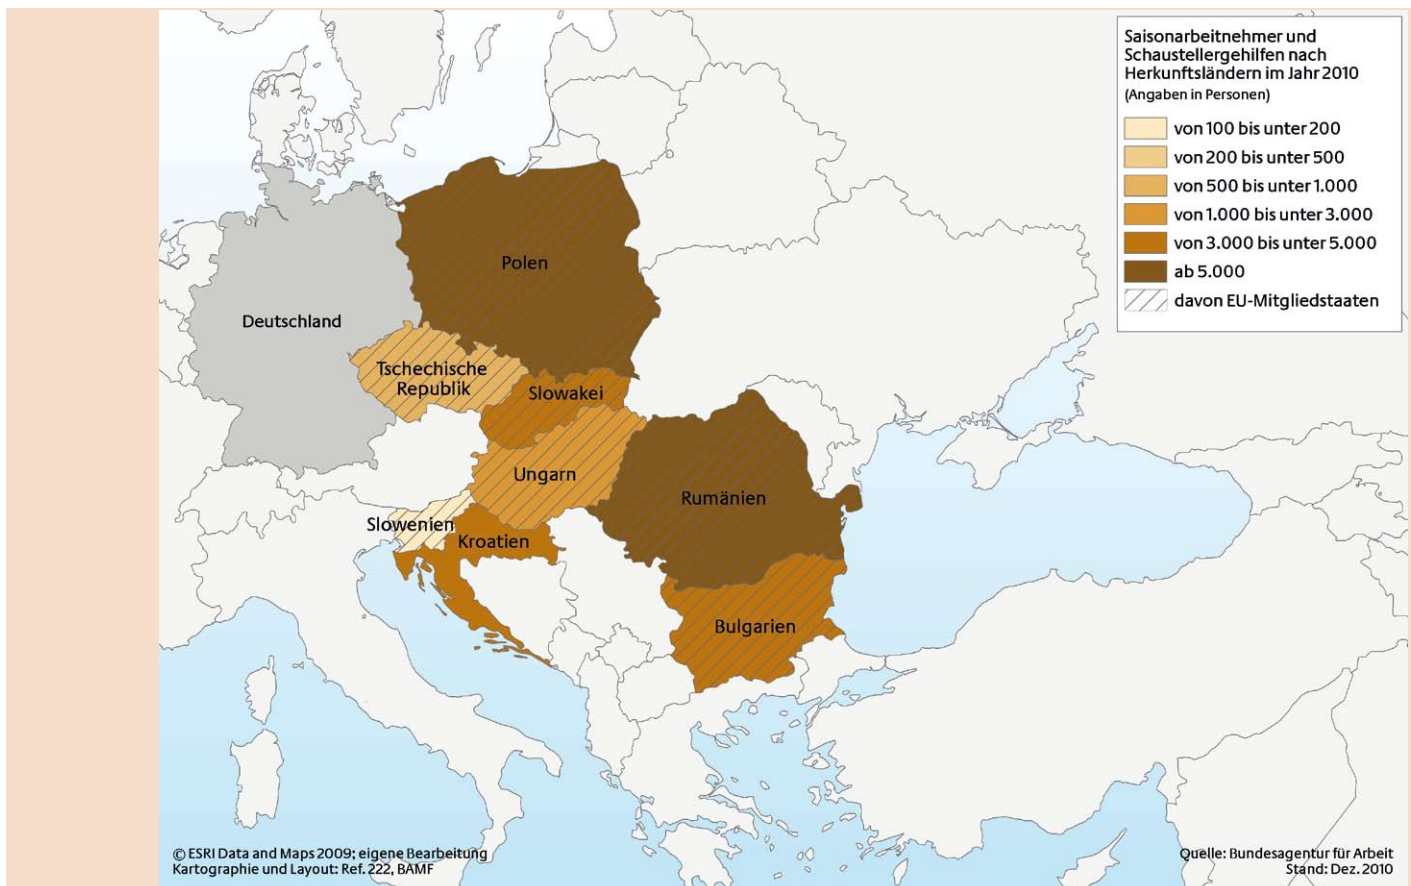 Saisonarbeitnehmer und
Schaustellergehilfen nach
Herkunftsländern im Jahr 2010
(Angaben in Personen)
von 100 bis unter 200
von 200 bis unter 500
von 500 bis unter 1.000
von 1.000 bis unter 3.000
von 3.000 bis unter 5.000
ab 5.000
davon EU-Mitgliedstaaten
Polen
Deutschland
Tschechische
Republik
Slowakei
Ungarn
Rumänien
Slowenien
Kroatien
Bulgarien
© ESRI Data and Maps 2009; eigene Bearbeitung
Kartographie und Layout: Ref. 222, BAMF
Quelle: Bundesagentur für Arbeit
Stand: Dez. 2010